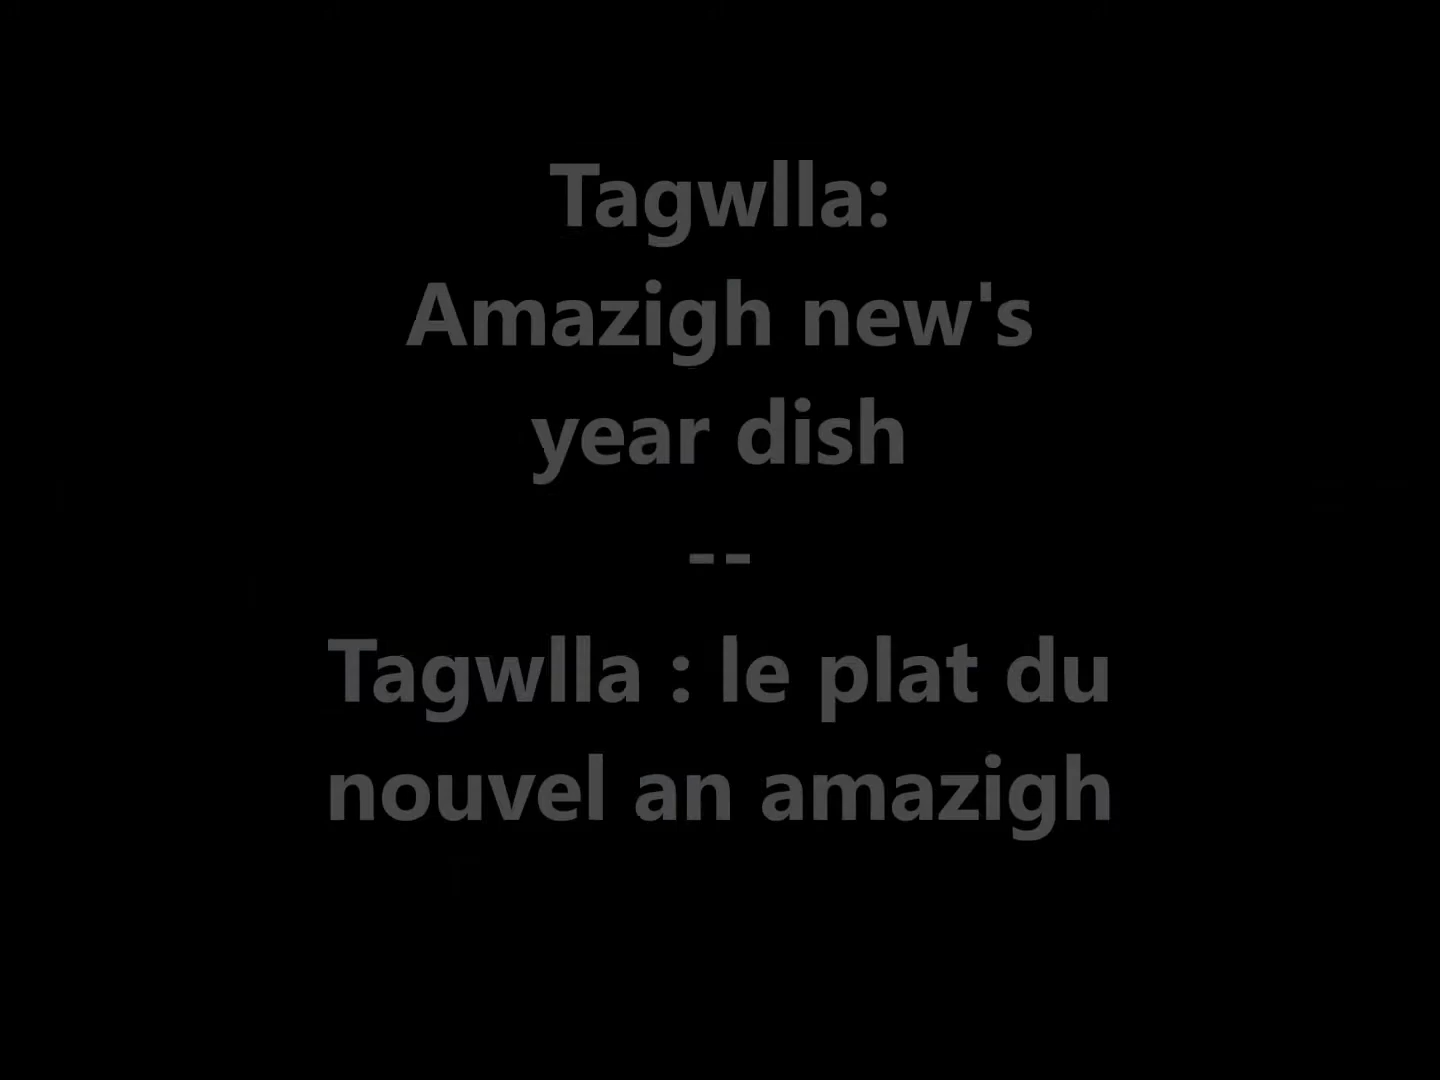 Tagwlla:
Amazigh new's
year dish
--
Tagwlla : le plat du
nouvel an amazigh